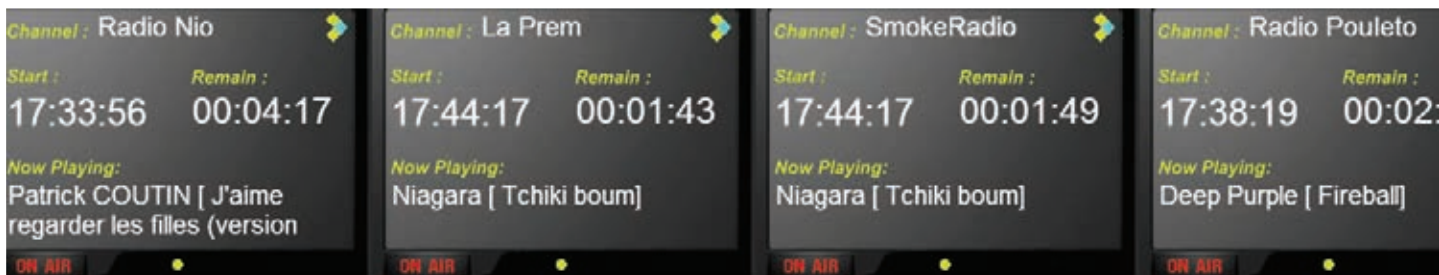 Channel : Radio Nio
Start : Remain :
17:33:56 00:04:17
Now Playing:
Patrick COUTIN [ J'aime
regarder les filles (version
ON AIR
Channel : La Prem
Start : Remain :
17:44:17 00:01:43
Now Playing:
Niagara [ Tchiki boum]
ON AIR
Channel : SmokeRadio
Start : Remain :
17:44:17 00:01:49
Now Playing:
Niagara [ Tchiki boum]
ON AIR
Channel : Radio Pouleto
Start : Remain :
17:38:19 00:02:
Now Playing:
Deep Purple [ Fireball]
ON AIR